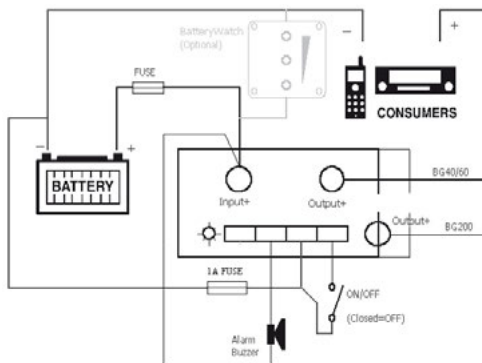 BatteryWatch
(Optional)
-
+
FUSE
CONSUMERS
-
+
BATTERY
BG40/60
Input+
Output+
Output+
BG200
1A FUSE
ON/OFF
(Closed=OFF)
Alarm
Buzzer